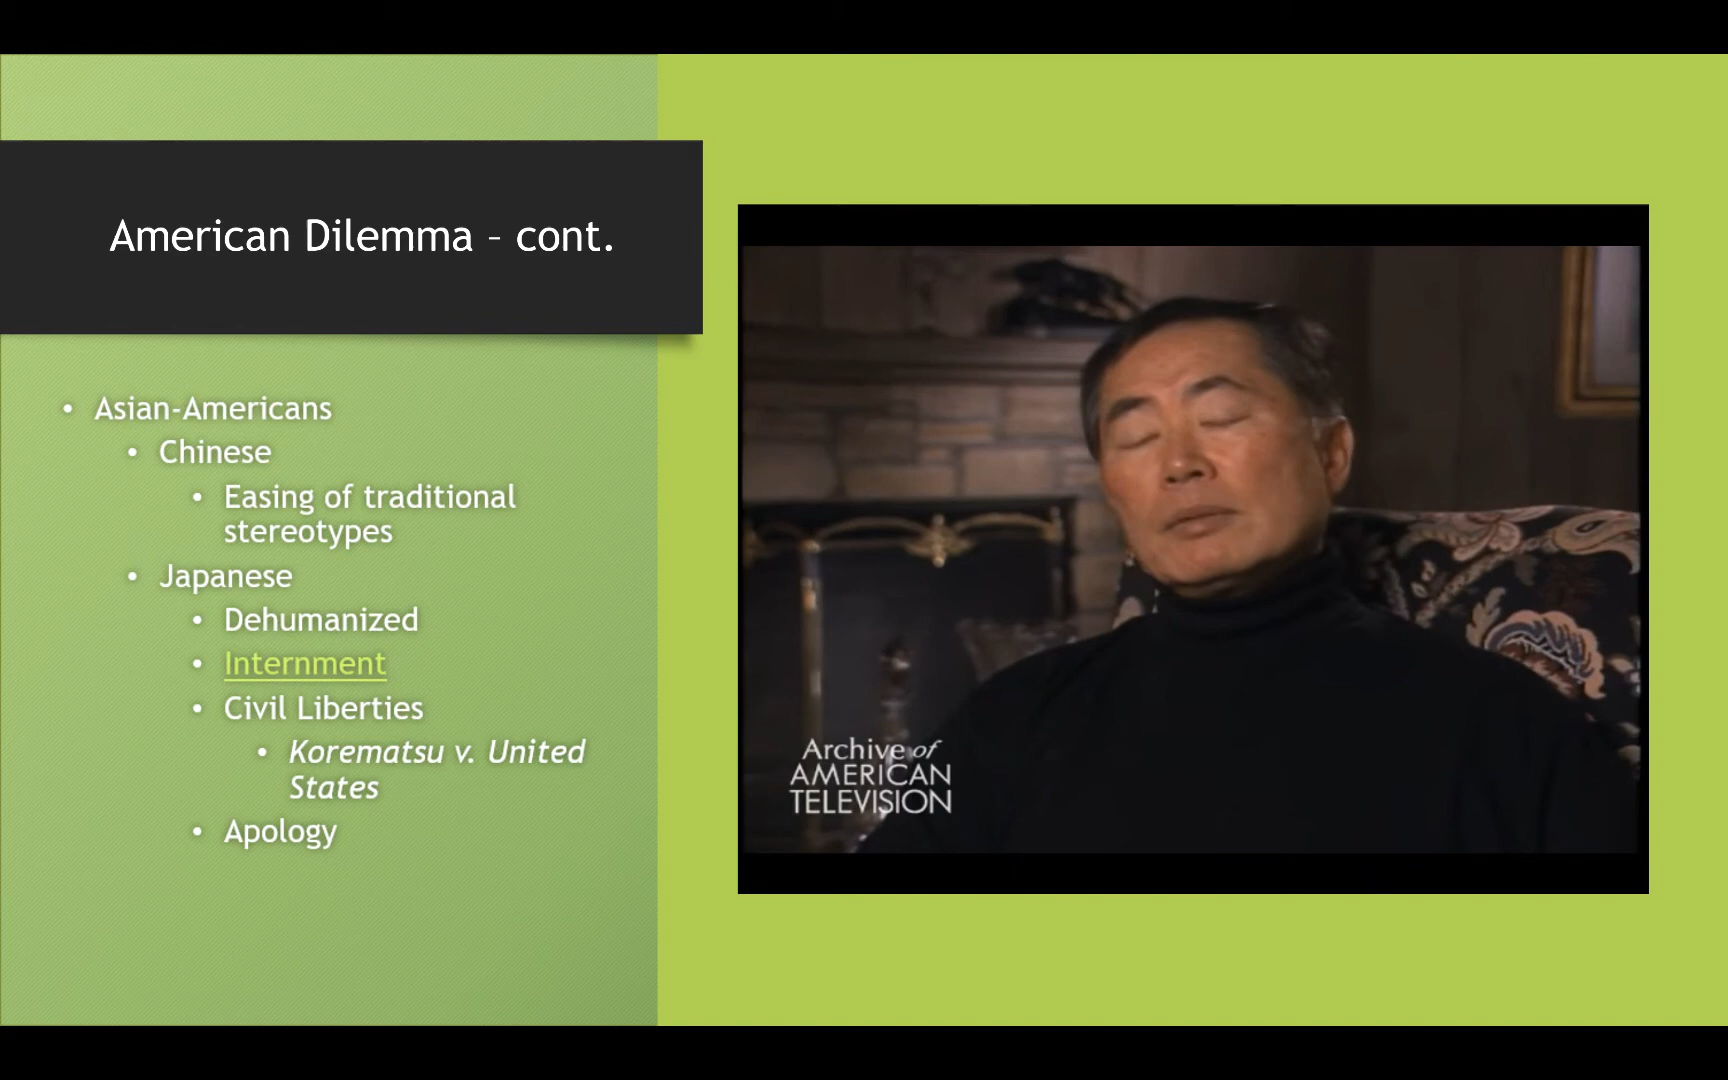 American Dilemma – cont.
• Asian-Americans
• Chinese
• Easing of traditional
stereotypes
• Japanese
• Dehumanized
• Internment
• Civil Liberties
• Korematsu v. United
States
• Apology
Archive of
AMERICAN
TELEVISION